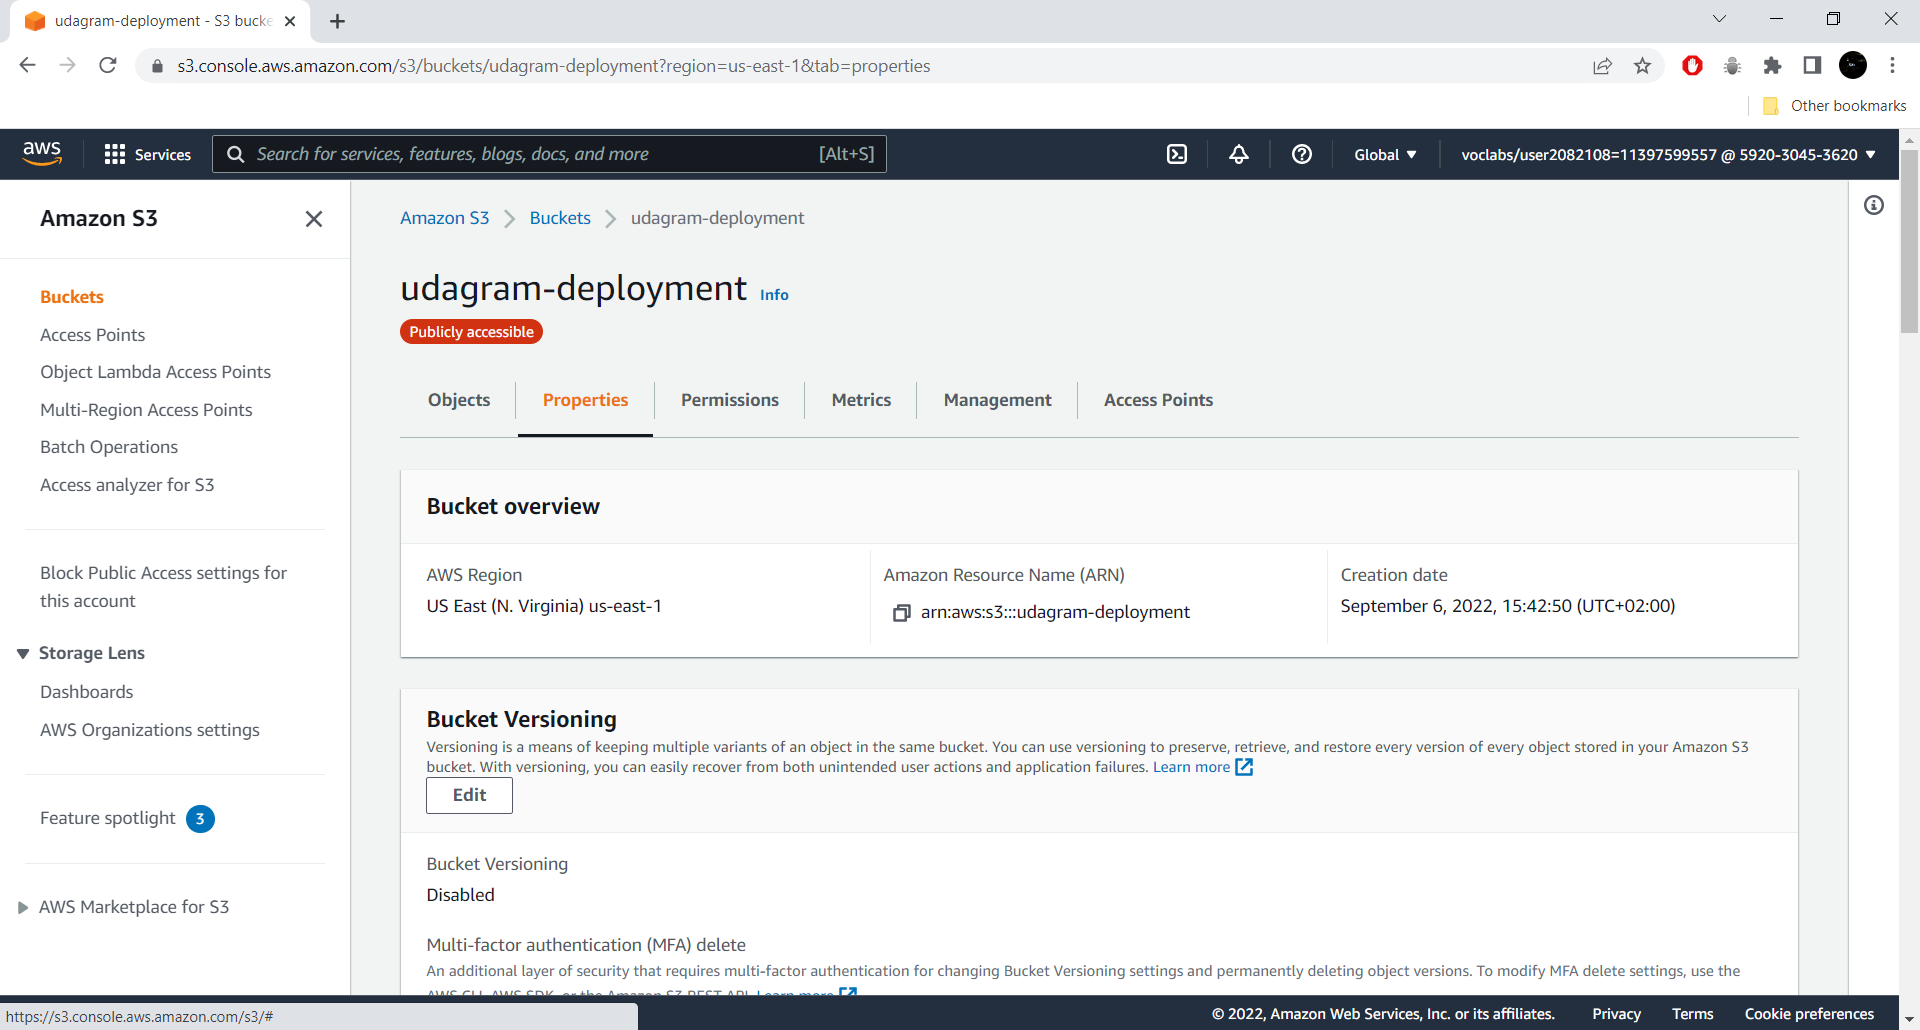 udagram-deployment - S3 bucke
s3.console.aws.amazon.com/s3/buckets/udagram-deployment?region=us-east-1&tab=properties
Other bookmarks
aws
Services
Search for services, features, blogs, docs, and more
[Alt+S]
Global
voclabs/user2082108=11397599557 @ 5920-3045-3620
Amazon S3
Buckets
Access Points
Object Lambda Access Points
Multi-Region Access Points
Batch Operations
Access analyzer for S3
Block Public Access settings for
this account
Storage Lens
Dashboards
AWS Organizations settings
Feature spotlight 3
AWS Marketplace for S3
Amazon S3
Buckets
udagram-deployment
udagram-deployment Info
Publicly accessible
Objects
Properties
Permissions
Metrics
Management
Access Points
Bucket overview
AWS Region
US East (N. Virginia) us-east-1
Amazon Resource Name (ARN)
arn:aws:s3:::udagram-deployment
Creation date
September 6, 2022, 15:42:50 (UTC+02:00)
Bucket Versioning
Versioning is a means of keeping multiple variants of an object in the same bucket. You can use versioning to preserve, retrieve, and restore every version of every object stored in your Amazon S3
bucket. With versioning, you can easily recover from both unintended user actions and application failures. Learn more
Edit
Bucket Versioning
Disabled
Multi-factor authentication (MFA) delete
An additional layer of security that requires multi-factor authentication for changing Bucket Versioning settings and permanently deleting object versions. To modify MFA delete settings, use the
AWS CLI, AWS SDK, or the Amazon S3 REST API. Learn more
https://s3.console.aws.amazon.com/s3/#
© 2022, Amazon Web Services, Inc. or its affiliates.
Privacy
Terms
Cookie preferences